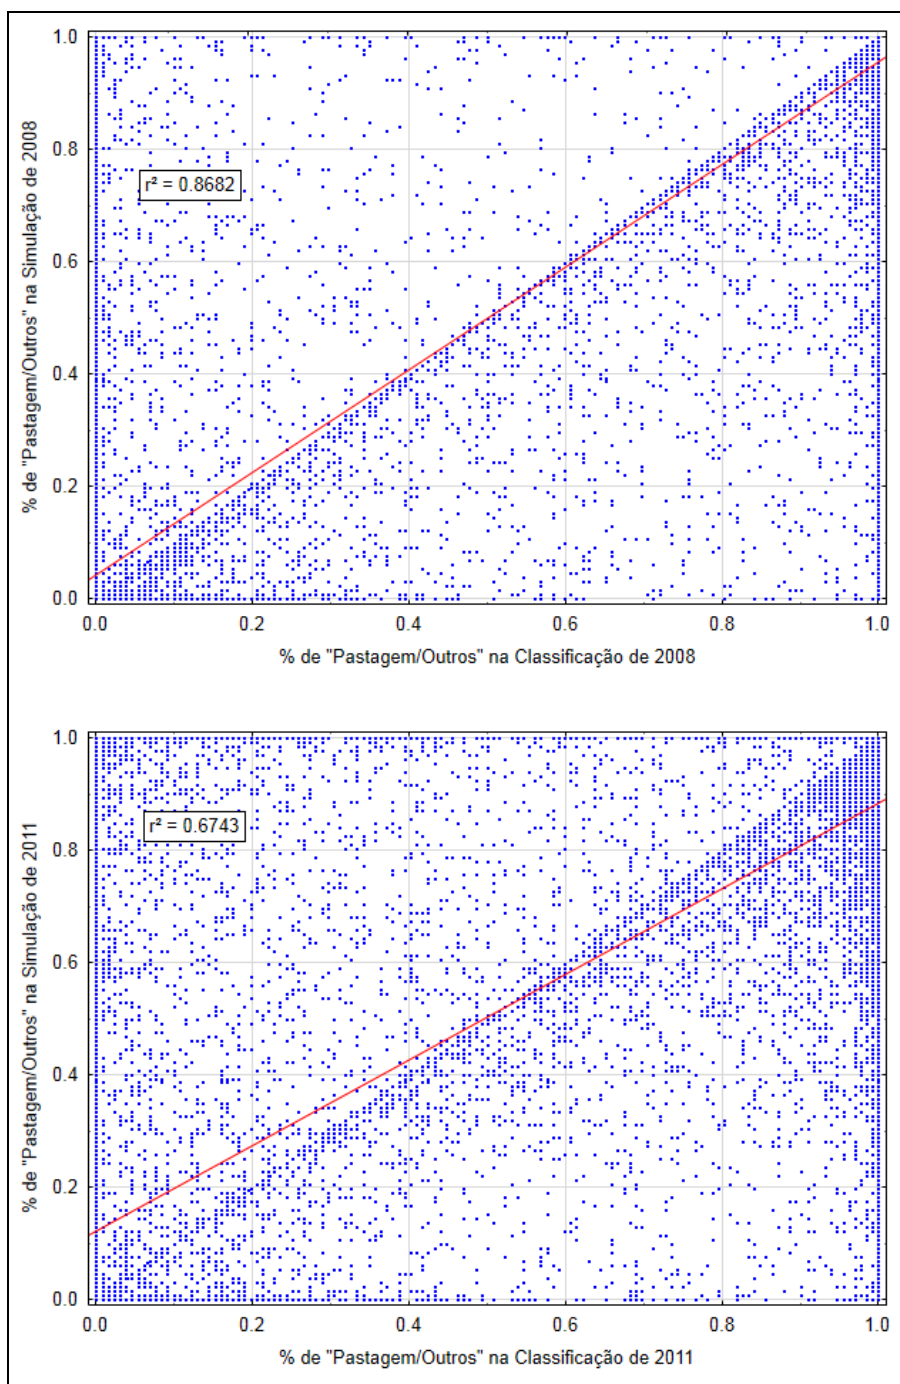 1.0
0.8
0.6
0.4
0.2
0.0
% de "Pastagem/Outros" na Simulação de 2008
r² = 0.8682
0.0 0.2 0.4 0.6 0.8 1.0
% de "Pastagem/Outros" na Classificação de 2008
1.0
0.8
0.6
0.4
0.2
0.0
% de "Pastagem/Outros" na Simulação de 2011
r² = 0.6743
0.0 0.2 0.4 0.6 0.8 1.0
% de "Pastagem/Outros" na Classificação de 2011